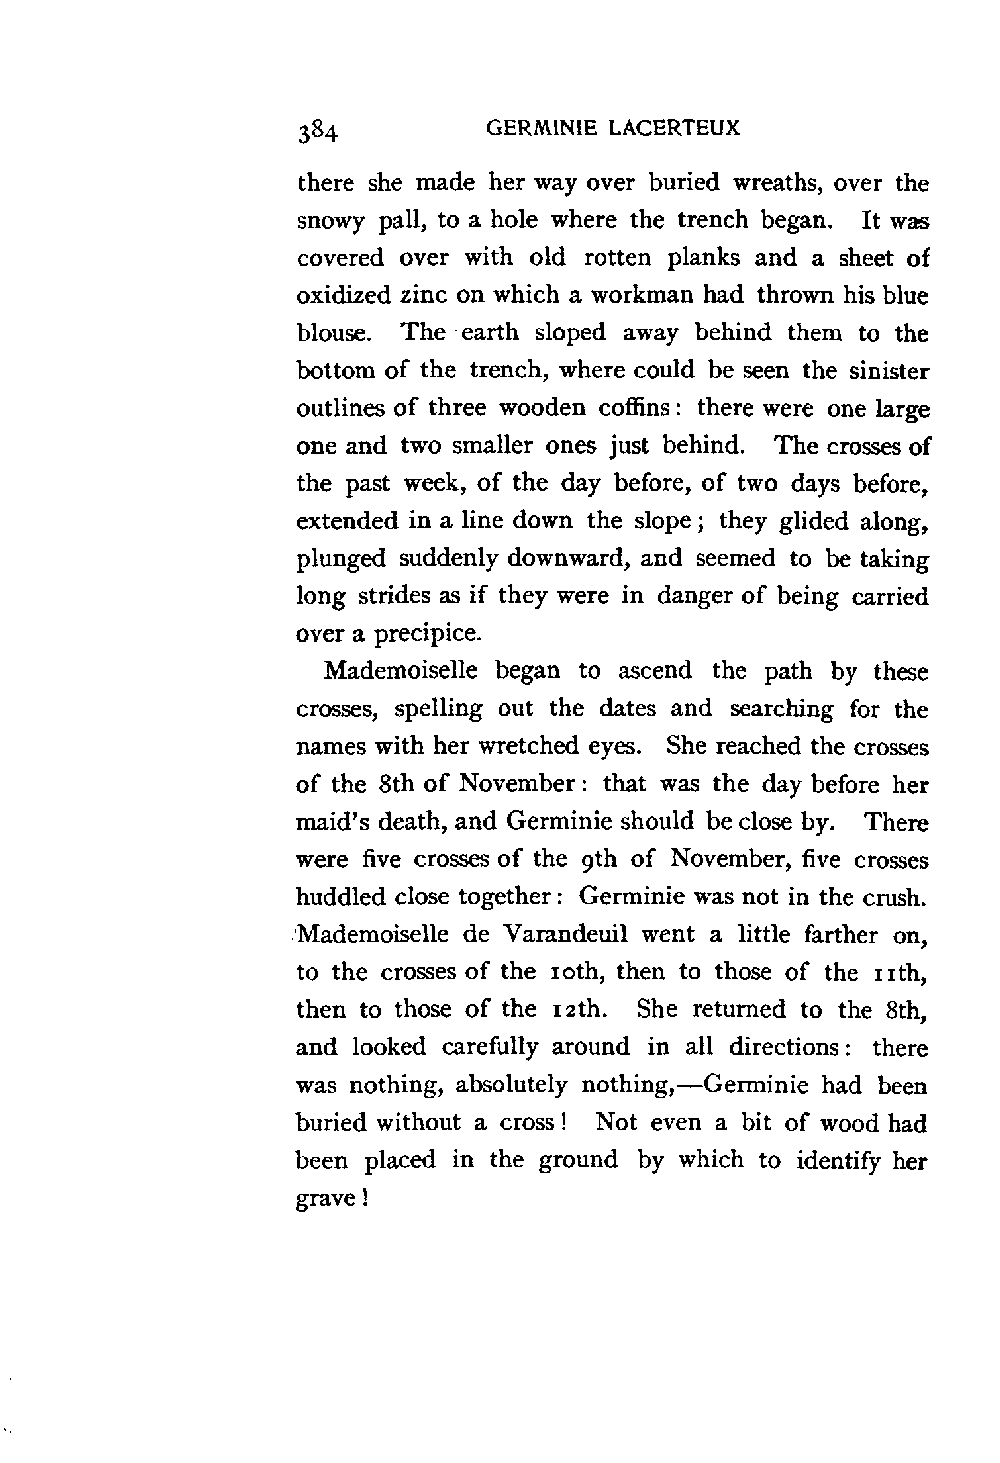 384 GERMINIE LACERTEUX
there she made her way over buried wreaths, over the
snowy pall, to a hole where the trench began. It was
covered over with old rotten planks and a sheet of
oxidized zinc on which a workman had thrown his blue
blouse. The earth sloped away behind them to the
bottom of the trench, where could be seen the sinister
outlines of three wooden coffins: there were one large
one and two smaller ones just behind. The crosses of
the past week, of the day before, of two days before,
extended in a line down the slope; they glided along,
plunged suddenly downward, and seemed to be taking
long strides as if they were in danger of being carried
over a precipice.
Mademoiselle began to ascend the path by these
crosses, spelling out the dates and searching for the
names with her wretched eyes. She reached the crosses
of the 8th of November: that was the day before her
maid's death, and Germinie should be close by. There
were five crosses of the 9th of November, five crosses
huddled close together: Germinie was not in the crush.
Mademoiselle de Varandeuil went a little farther on,
to the crosses of the 10th, then to those of the 11th,
then to those of the 12th. She returned to the 8th,
and looked carefully around in all directions: there
was nothing, absolutely nothing,—Germinie had been
buried without a cross! Not even a bit of wood had
been placed in the ground by which to identify her
grave!